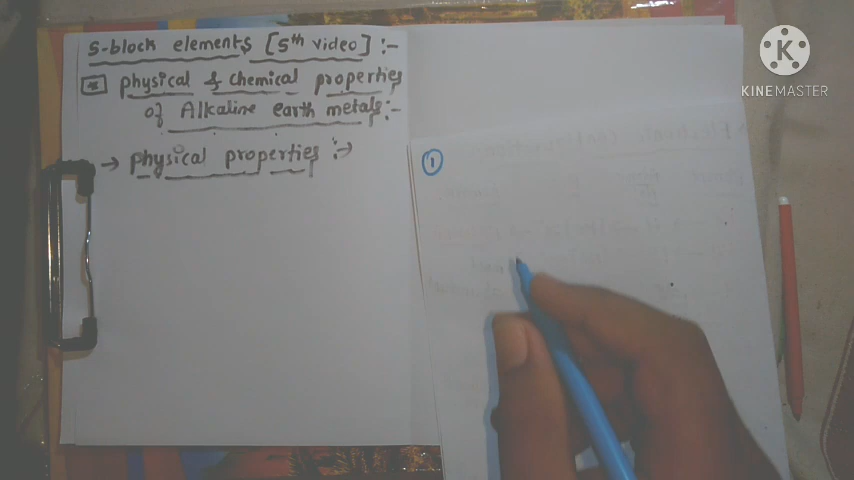 S-block elements [5th video] :-
* physical & chemical properties
of Alkaline earth metals:-
→ physical properties :→
1
K
KINEMASTER